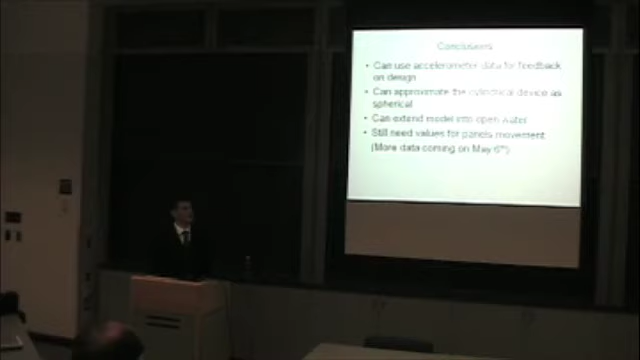 Conclusions
• Can use accelerometer data for feedback
on design
• Can approximate the cylindrical device as
spherical
• Can extend model into open water
• Still need values for panels movement
(More data coming on May 6th)